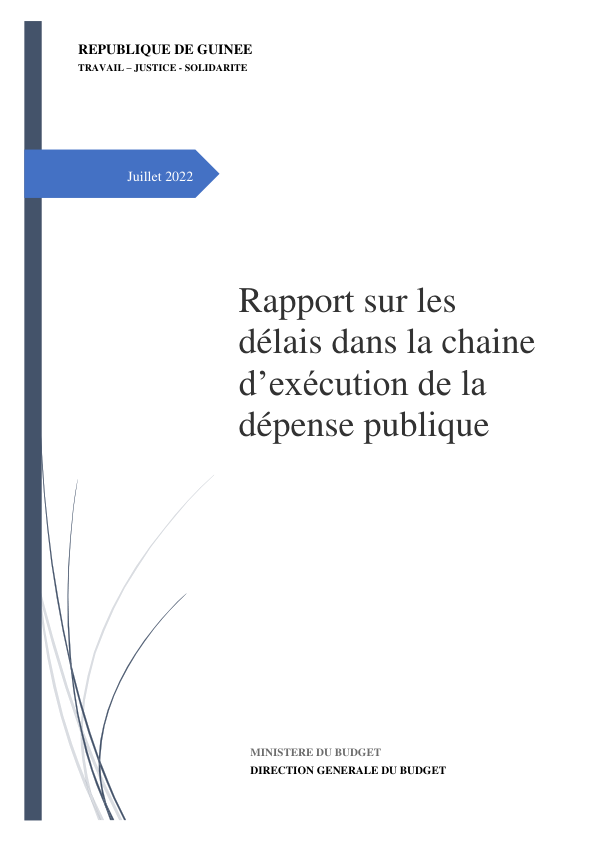 REPUBLIQUE DE GUINEE
TRAVAIL – JUSTICE - SOLIDARITE
Juillet 2022
Rapport sur les
délais dans la chaine
d’exécution de la
dépense publique
MINISTERE DU BUDGET
DIRECTION GENERALE DU BUDGET